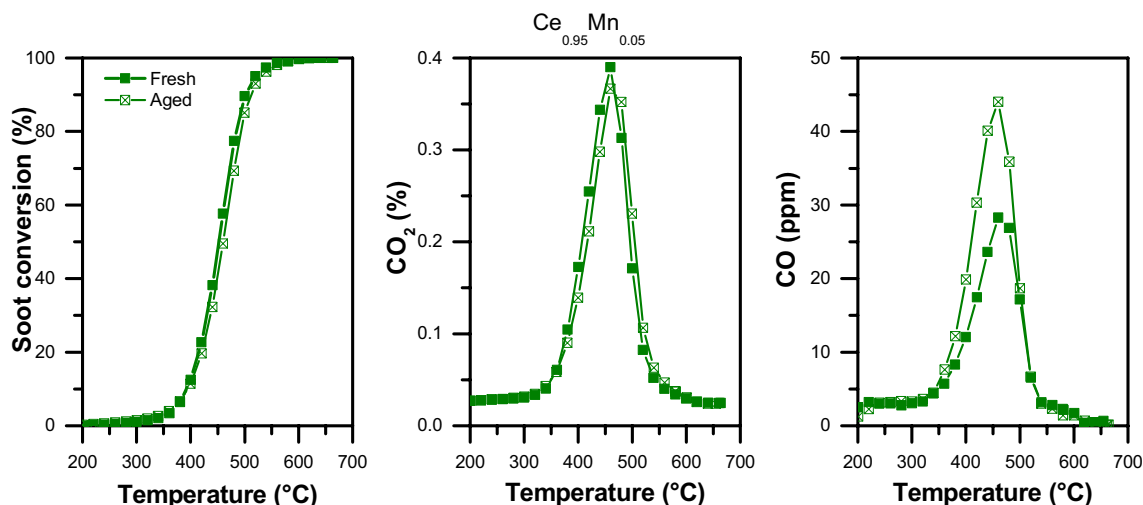 Ce0.95Mn0.05
Soot conversion (%)
100
80
60
40
20
0
Fresh
Aged
200 300 400 500 600 700
Temperature (°C)
CO2 (%)
0.4
0.3
0.2
0.1
0.0
200 300 400 500 600 700
Temperature (°C)
CO (ppm)
50
40
30
20
10
0
200 300 400 500 600 700
Temperature (°C)